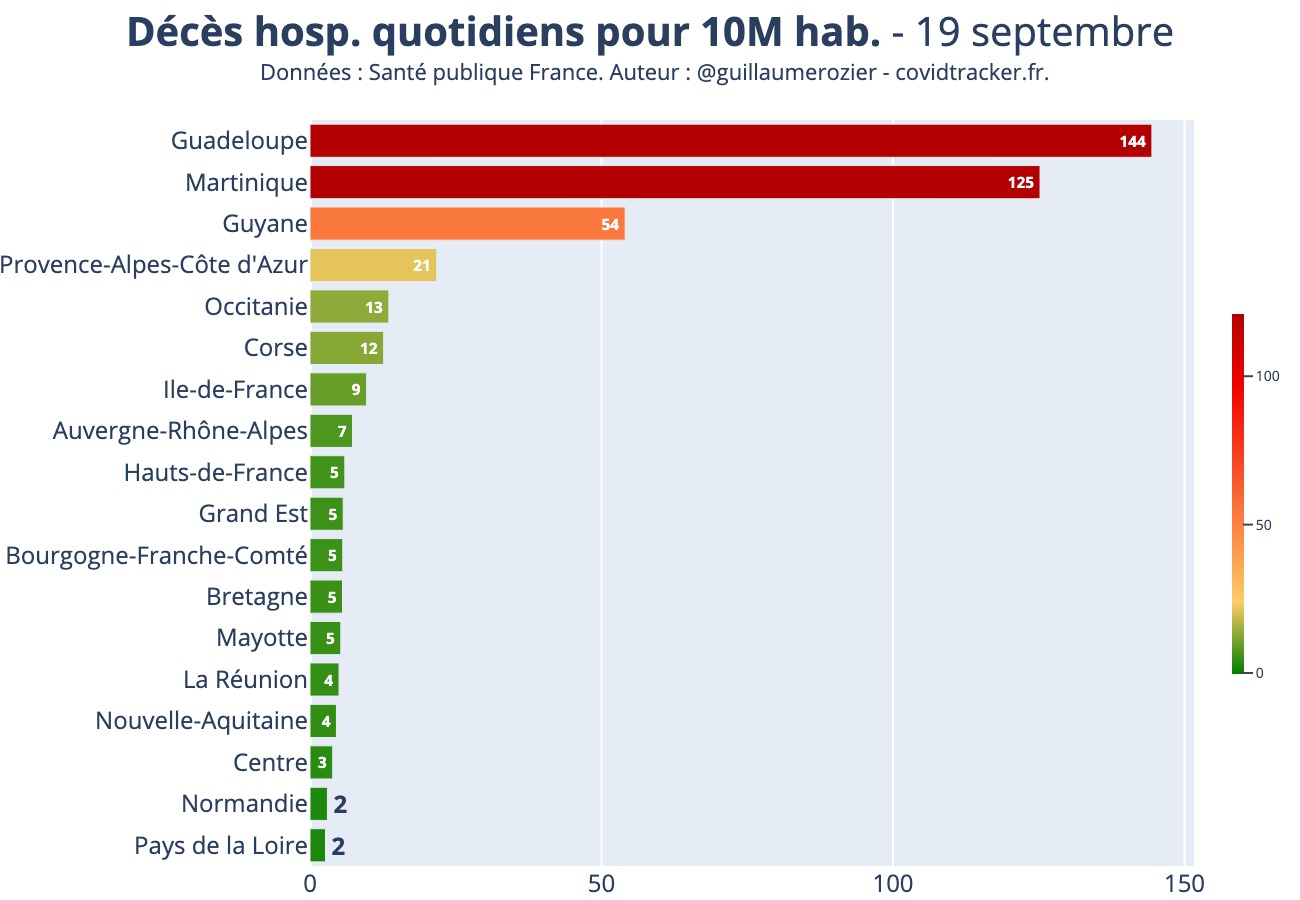 Décès hosp. quotidiens pour 10M hab. - 19 septembre
Données : Santé publique France. Auteur : @guillaumerozier - covidtracker.fr.
Guadeloupe 144
Martinique 125
Guyane 54
Provence-Alpes-Côte d'Azur 21
Occitanie 13
Corse 12
Ile-de-France 9
Auvergne-Rhône-Alpes 7
Hauts-de-France 5
Grand Est 5
Bourgogne-Franche-Comté 5
Bretagne 5
Mayotte 5
La Réunion 4
Nouvelle-Aquitaine 4
Centre 3
Normandie 2
Pays de la Loire 2
0 50 100 150
100
50
0